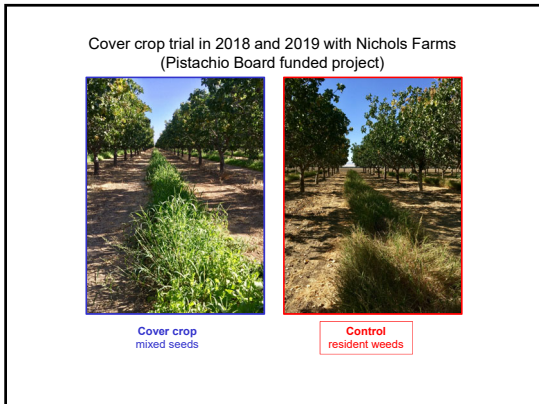 Cover crop trial in 2018 and 2019 with Nichols Farms
(Pistachio Board funded project)
Cover crop
mixed seeds
Control
resident weeds